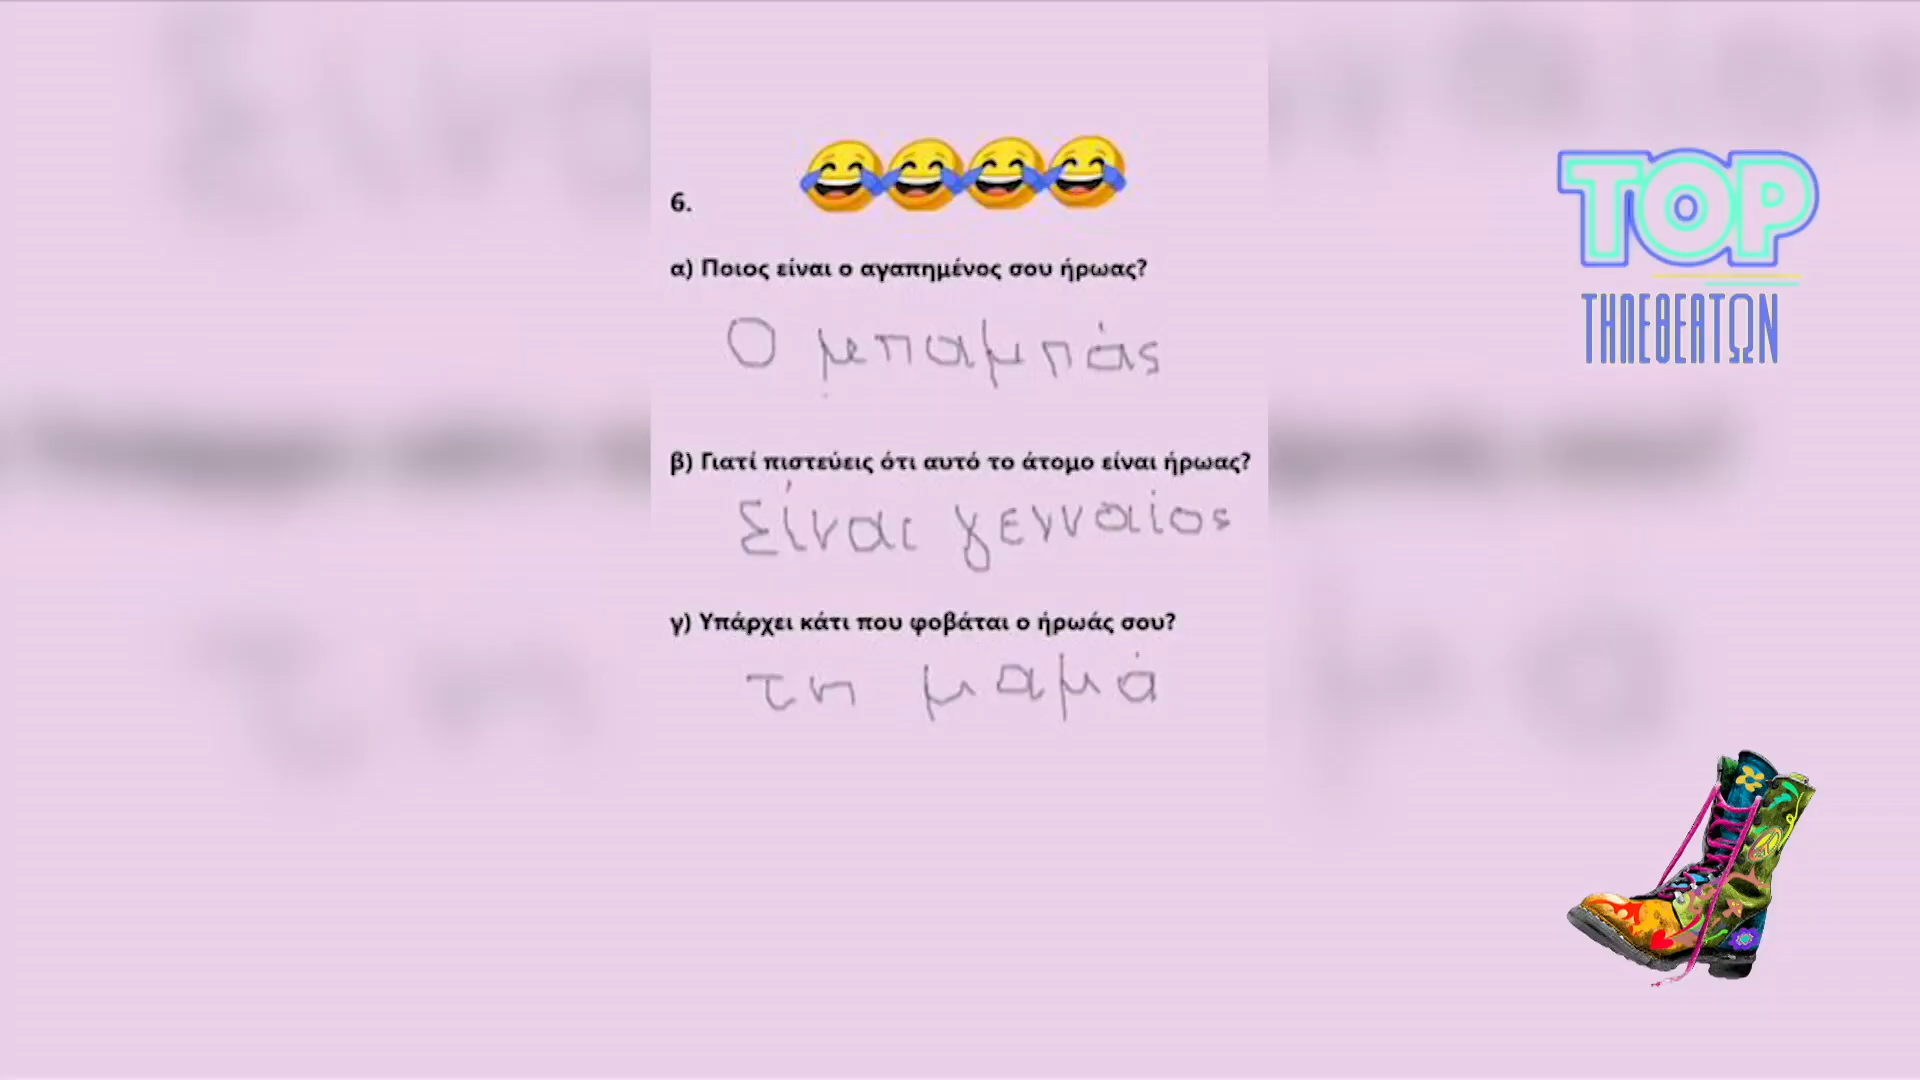 6.
α) Ποιος είναι ο αγαπημένος σου ήρωας?
Ο μπαμπάς
β) Γιατί πιστεύεις ότι αυτό το άτομο είναι ήρωας?
Είναι γενναίος
γ) Υπάρχει κάτι που φοβάται ο ήρωάς σου?
τη μαμά
TOP
ΤΗΛΕΘΕΑΤΩΝ